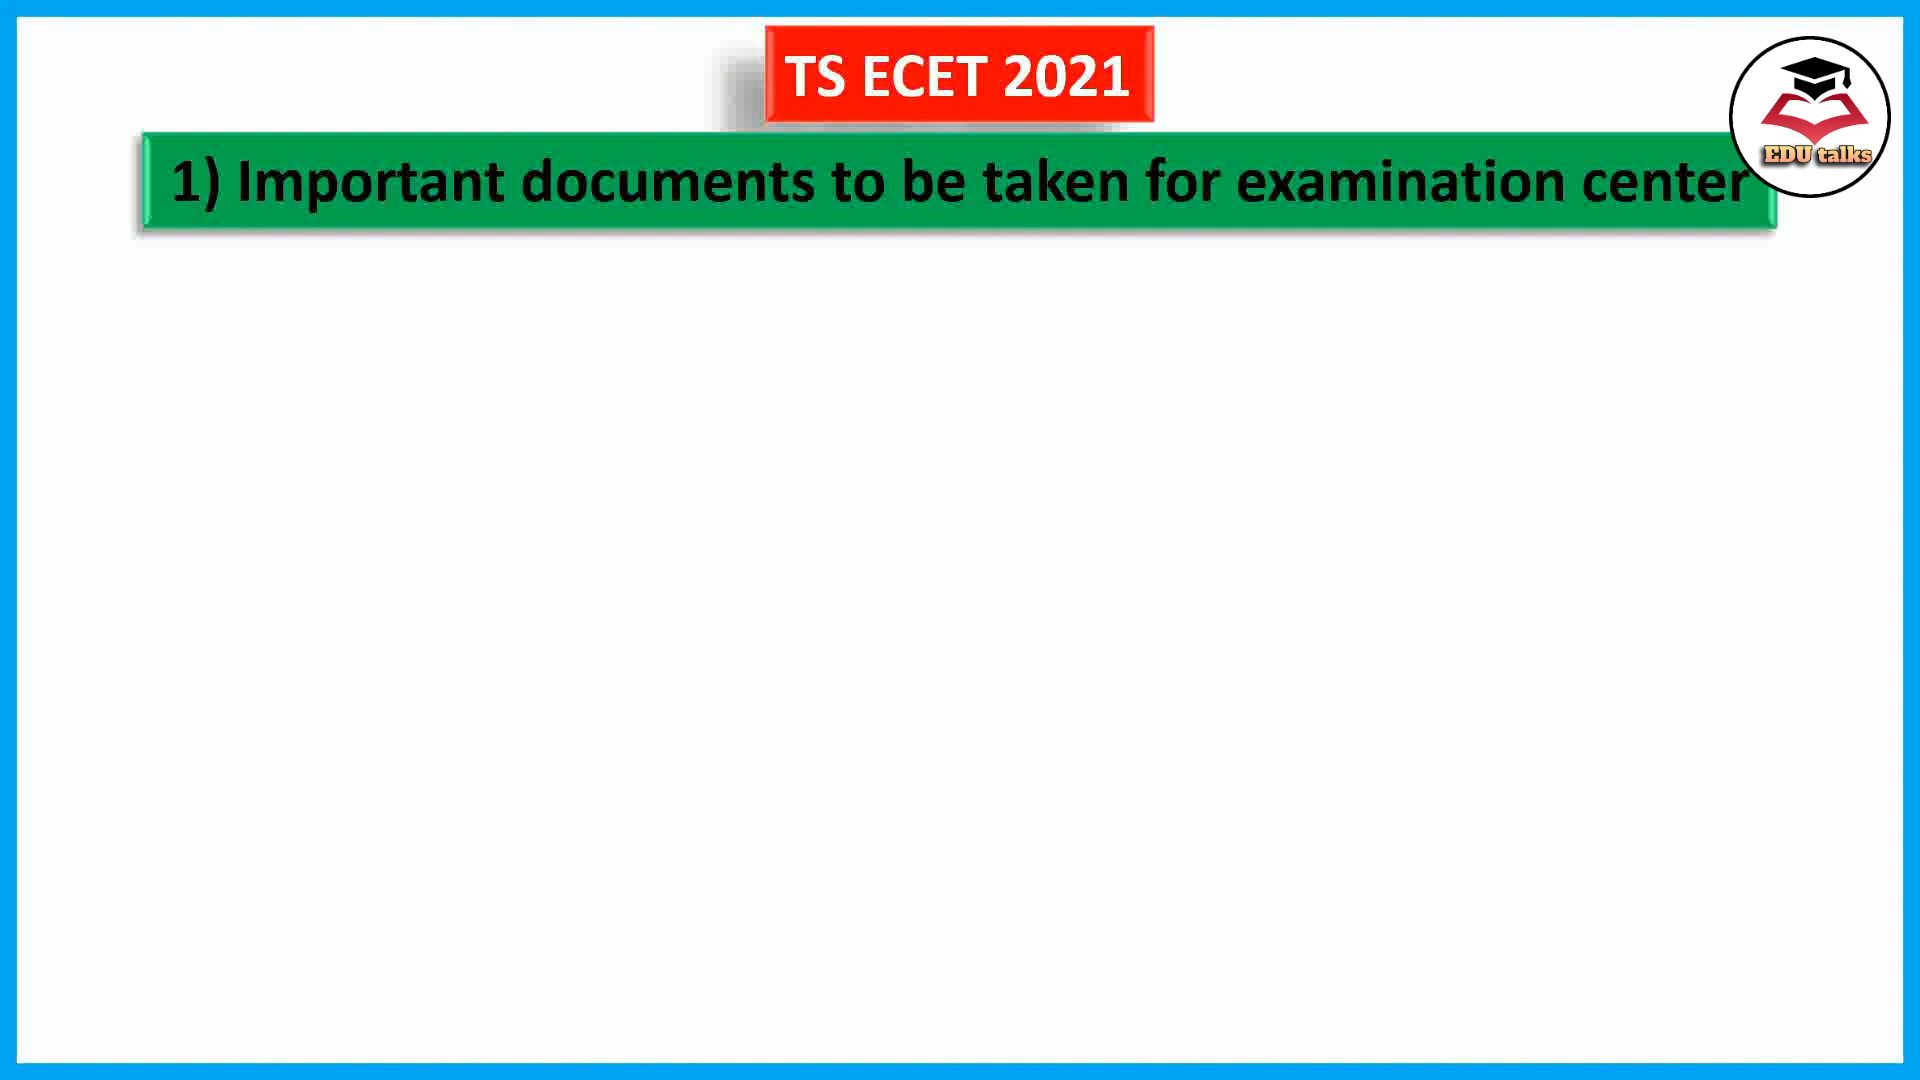 TS ECET 2021
1) Important documents to be taken for examination center
EDU talks